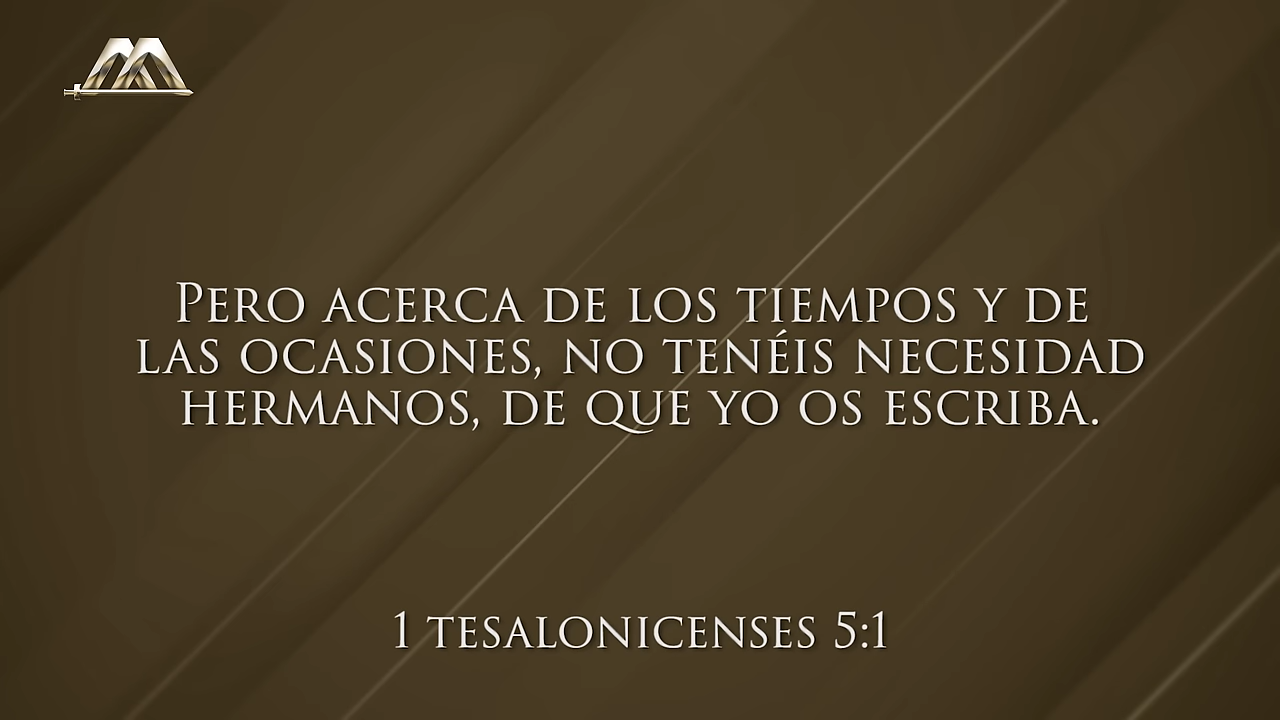 Pero acerca de los tiempos y de
las ocasiones, no tenéis necesidad
hermanos, de que yo os escriba.
1 tesalonicenses 5:1